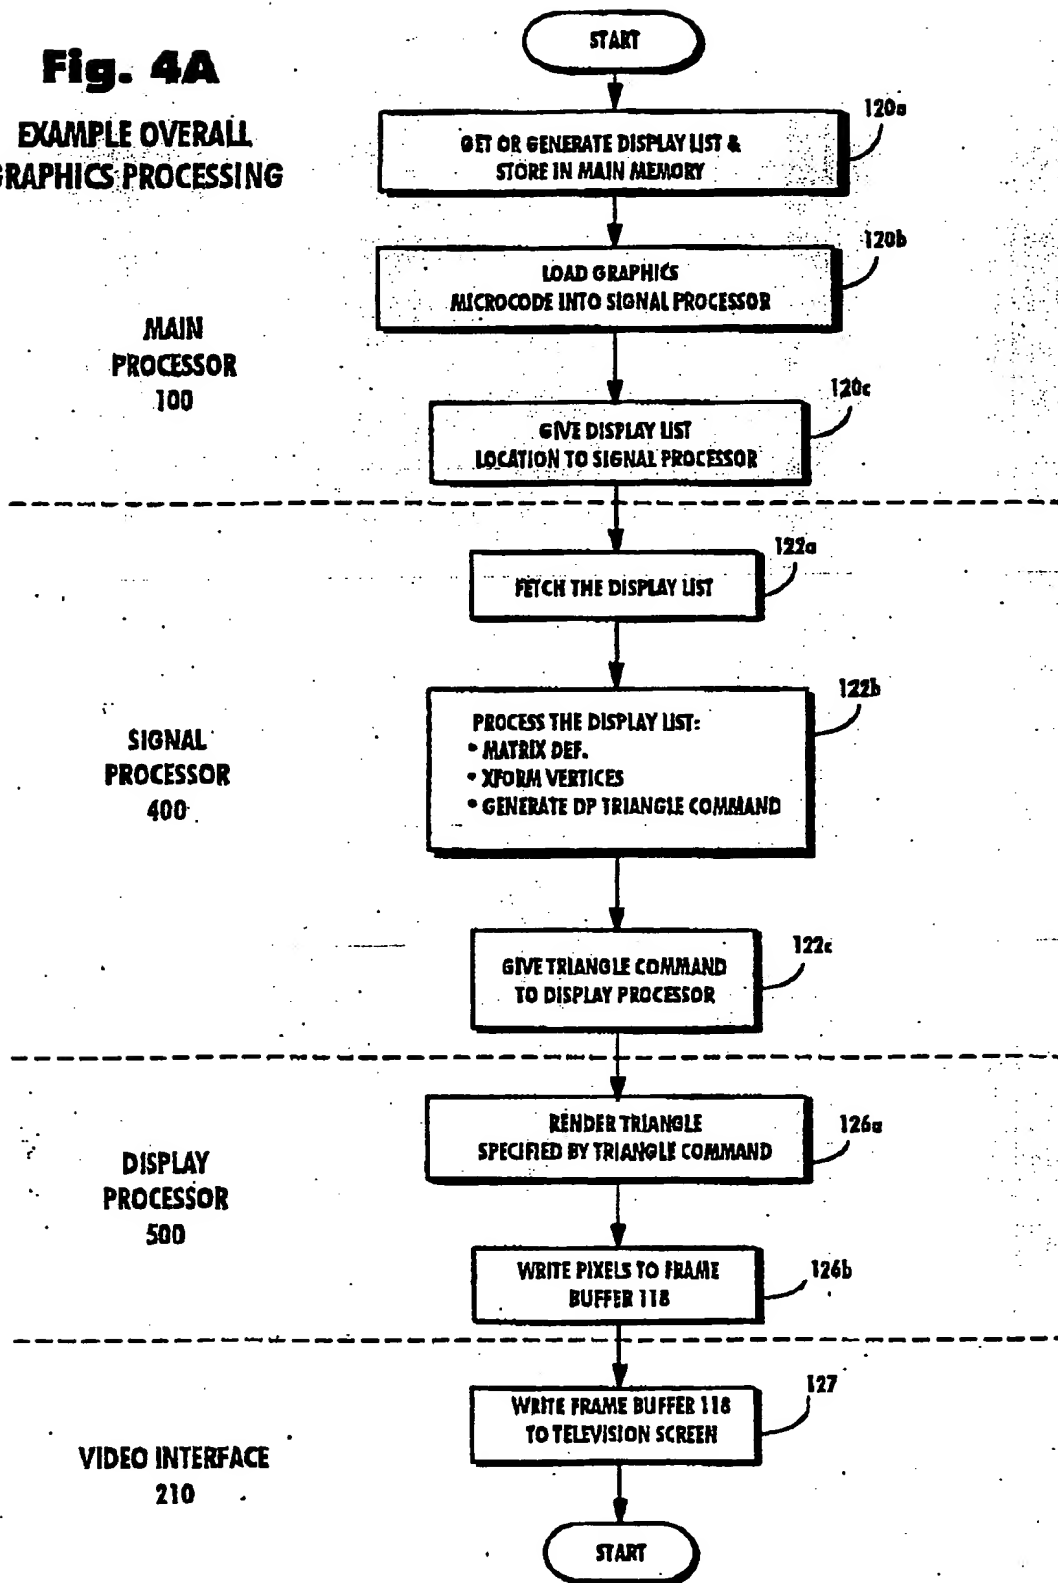 Fig. 4A
EXAMPLE OVERALL
GRAPHICS PROCESSING
START
120a
GET OR GENERATE DISPLAY LIST &
STORE IN MAIN MEMORY
120b
LOAD GRAPHICS
MICROCODE INTO SIGNAL PROCESSOR
MAIN
PROCESSOR
100
120c
GIVE DISPLAY LIST
LOCATION TO SIGNAL PROCESSOR
122a
FETCH THE DISPLAY LIST
122b
SIGNAL
PROCESSOR
400
PROCESS THE DISPLAY LIST:
• MATRIX DEF.
• XFORM VERTICES
• GENERATE DP TRIANGLE COMMAND
122c
GIVE TRIANGLE COMMAND
TO DISPLAY PROCESSOR
126a
RENDER TRIANGLE
SPECIFIED BY TRIANGLE COMMAND
DISPLAY
PROCESSOR
500
126b
WRITE PIXELS TO FRAME
BUFFER 118
127
WRITE FRAME BUFFER 118
TO TELEVISION SCREEN
VIDEO INTERFACE
210
START